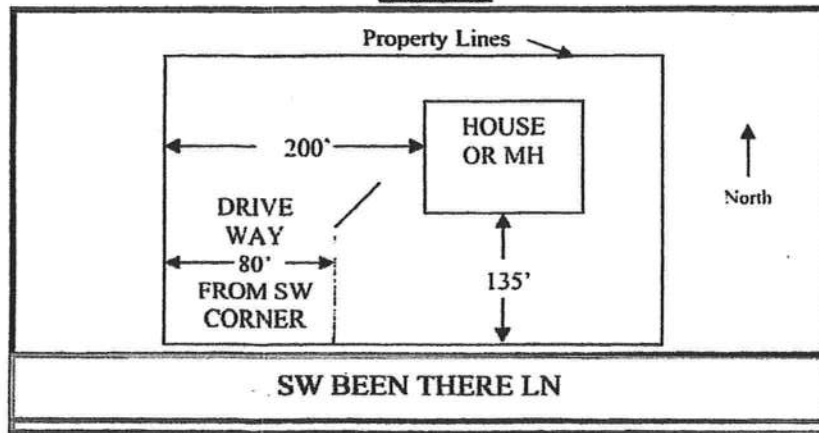 Property Lines
HOUSE
OR MH
200'
North
DRIVE
WAY
80'
FROM SW
CORNER
135'
SW BEEN THERE LN